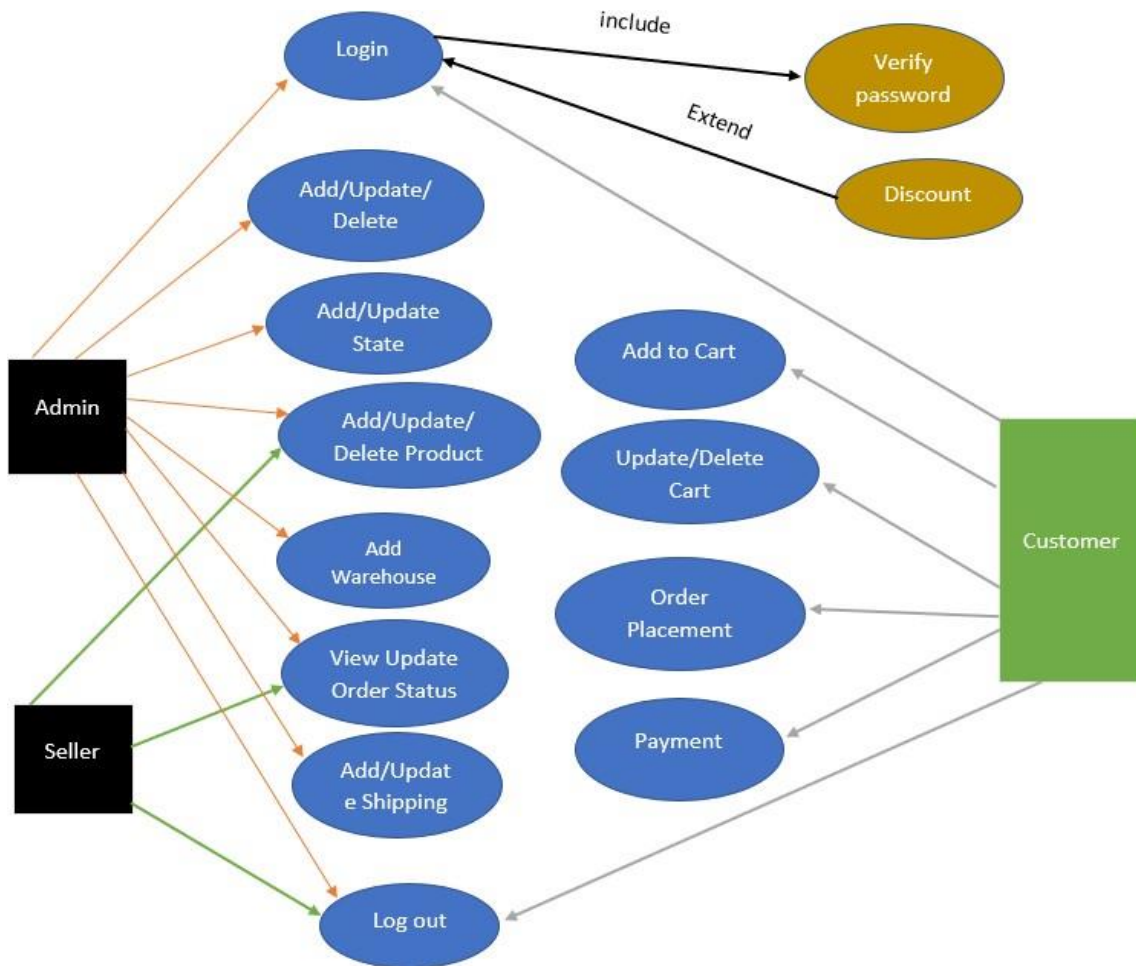 include
Login
Verify
password
Extend
Discount
Add/Update/
Delete
Add/Update
State
Add to Cart
Admin
Add/Update/
Delete Product
Update/Delete
Cart
Customer
Add
Warehouse
Order
Placement
View Update
Order Status
Seller
Payment
Add/Updat
e Shipping
Log out